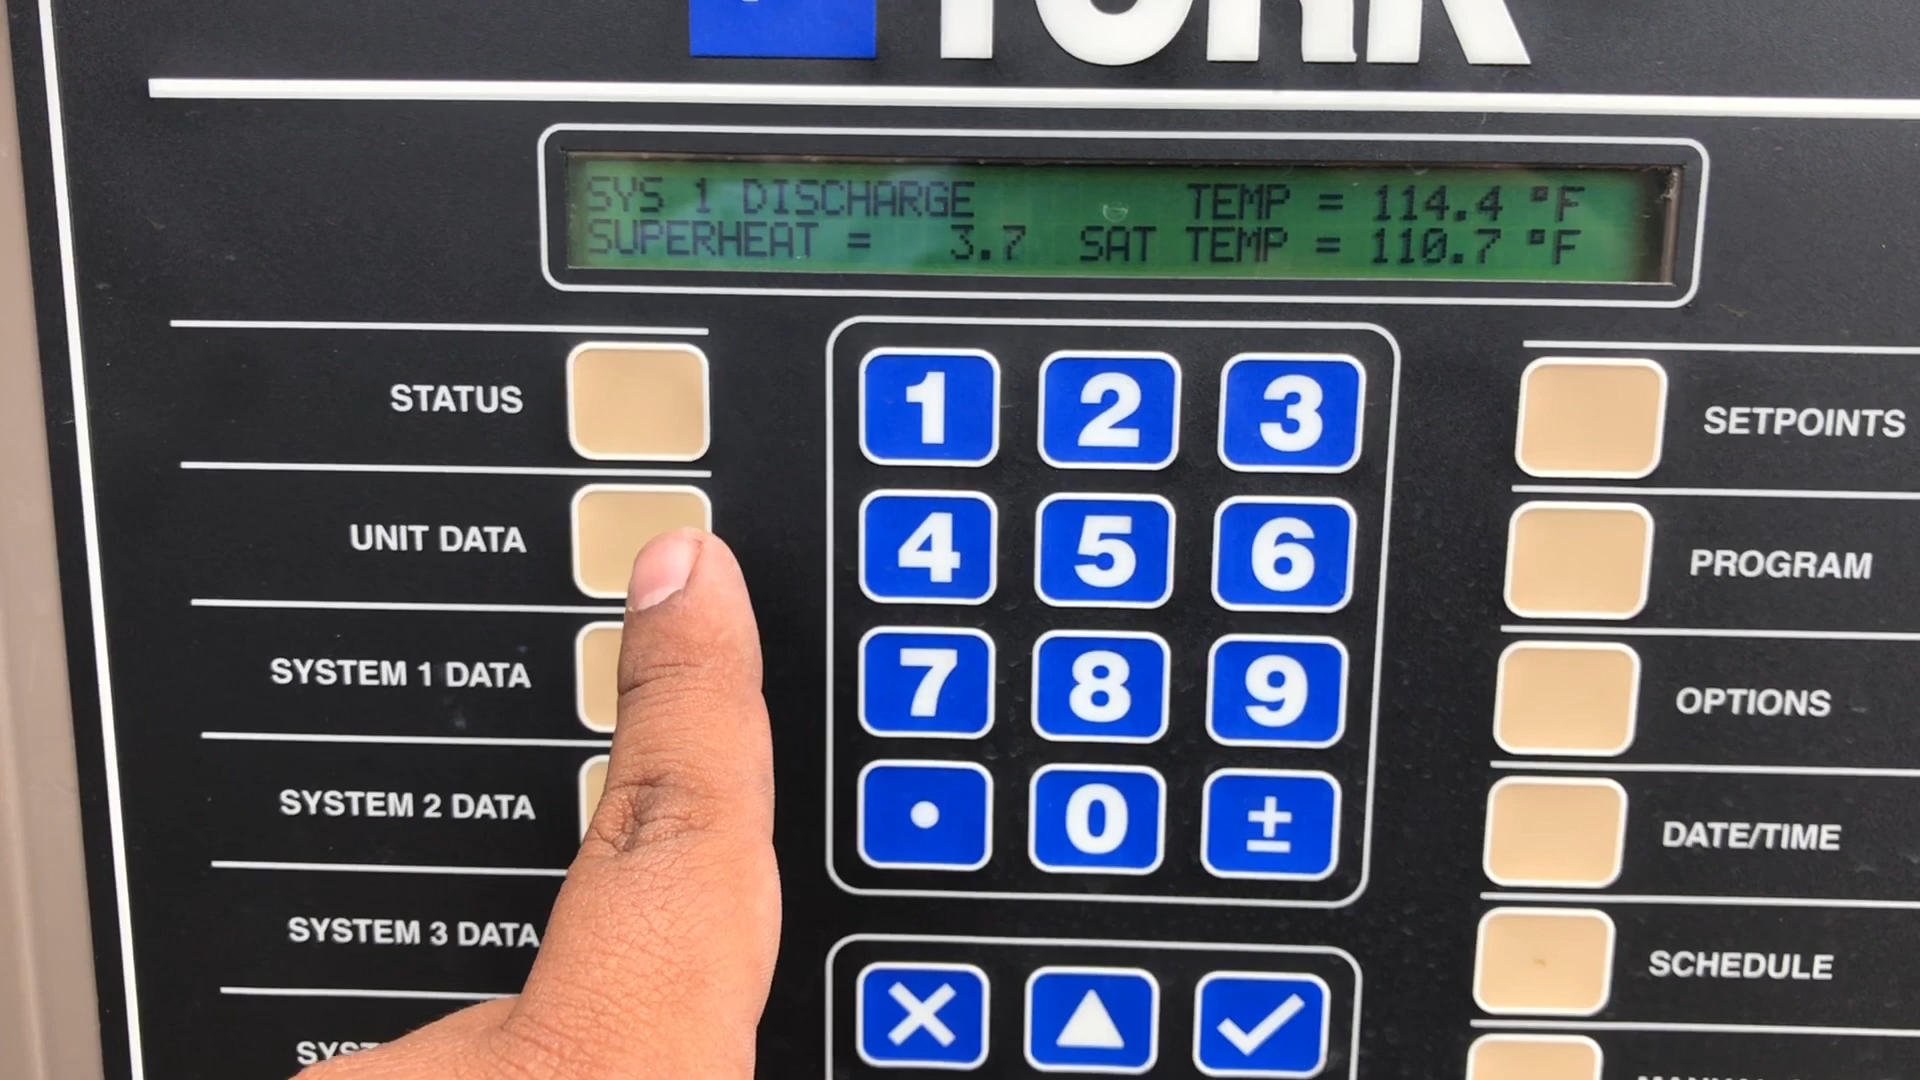 YORK
SYS 1 DISCHARGE TEMP = 114.4 °F
SUPERHEAT = 3.7 SAT TEMP = 110.7 °F
STATUS
UNIT DATA
SYSTEM 1 DATA
SYSTEM 2 DATA
SYSTEM 3 DATA
1 2 3
4 5 6
7 8 9
• 0 ±
SETPOINTS
PROGRAM
OPTIONS
DATE/TIME
SCHEDULE